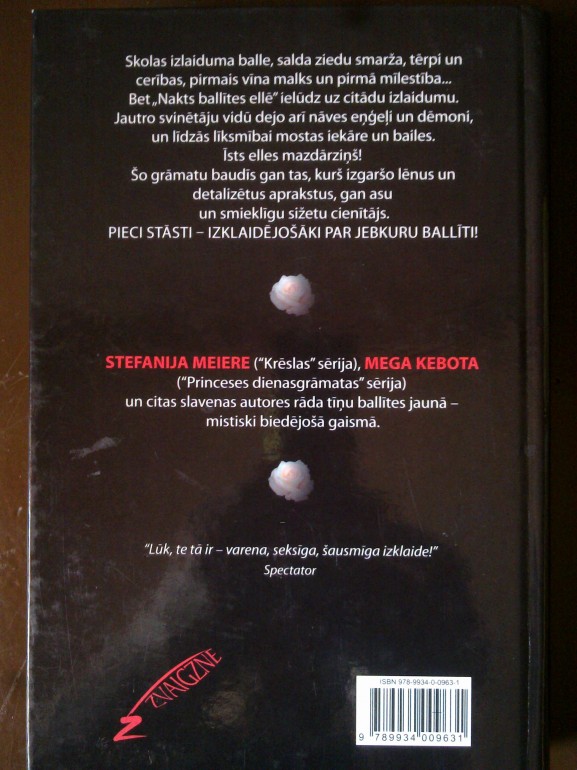 Skolas izlaiduma balle, salda ziedu smarža, tērpi un
cerības, pirmais vīna malks un pirmā mīlestība...
Bet „Nakts ballītes ellē” ielūdz uz citādu izlaidumu.
Jautro svinētāju vidū dejo arī nāves eņģeļi un dēmoni,
un līdzās līksmībai mostas iekāre un bailes.
Īsts elles mazdārziņš!
Šo grāmatu baudīs gan tas, kurš izgaršo lēnus un
detalizētus aprakstus, gan asu
un smieklīgu sižetu cienītājs.
PIECI STĀSTI – IZKLAIDĒJOŠĀKI PAR JEBKURU BALLĪTI!
STEFANIJA MEIERE (“Krēslas” sērija), MEGA KEBOTA
(“Princeses dienasgrāmatas” sērija)
un citas slavenas autores rāda tīņu ballītes jaunā –
mistiski biedējošā gaismā.
“Lūk, te tā ir – varena, seksīga, šausmīga izklaide!”
Spectator
ZVAIGZNE
ISBN 978-9934-0-0963-1
9 789934 009631